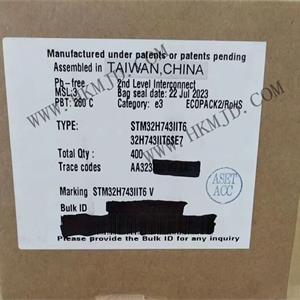 Manufactured under patents or patents pending
Assembled in TAIWAN,CHINA
Pb-free 2nd Level Interconnect
MSL:3 Bag seal date: 22 Jul 2023
PBT: 260 C Category: e3 ECOPACK2/RoHS
TYPE: STM32H743IIT6
32H743IIT6$E7
Total Qty : 400
Trace codes AA323
Marking STM32H743IIT6 V
Bulk ID
Please provide the Bulk ID for any inquiry
ASET
ACC
WWW.HKMJD.COM